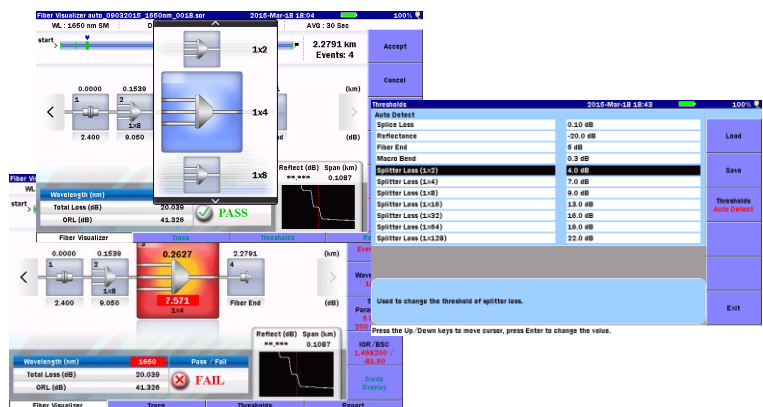 Fiber Visualizer auto_09032015_1650nm_0018.sor 2015-Mar-18 18:04 100%
WL : 1650 nm SM D AVG : 30 Sec
start
2.2791 km
Events: 4
1x2
1x4
1x8
Accept
Cancel
0.0000 0.1539 (km)
1 2
1x8
2.400 9.050 (dB)
Reflect (dB) Span (km)
**.*** 0.1087
Wavelength (nm)
Total Loss (dB) 20.039
ORL (dB) 41.326
PASS
Fiber Visualizer Trace Thresholds
Thresholds 2015-Mar-18 18:43 100%
Auto Detect
Splice Loss 0.10 dB
Reflectance -20.0 dB
Fiber End 5 dB
Macro Bend 0.3 dB
Splitter Loss (1x2) 4.0 dB
Splitter Loss (1x4) 7.0 dB
Splitter Loss (1x8) 9.0 dB
Splitter Loss (1x16) 13.0 dB
Splitter Loss (1x32) 16.0 dB
Splitter Loss (1x64) 19.0 dB
Splitter Loss (1x128) 22.0 dB
Load
Save
Thresholds
Auto Detect
Exit
Used to change the threshold of splitter loss.
Press the Up/Down keys to move cursor, press Enter to change the value.
Fiber Vis
WL
start
0.0000 0.1539 0.2627 2.2791 (km)
1 2 3 4
1x8
2.400 9.050 7.571 Fiber End (dB)
1x4
Reflect (dB) Span (km)
**.*** 0.1087
Wavelength (nm) 1650 Pass / Fail
Total Loss (dB) 20.039
ORL (dB) 41.326
FAIL
IOR/BSC
1.468200 /
-81.50
Swap
Overlay
Fiber Visualizer Trace Thresholds Report